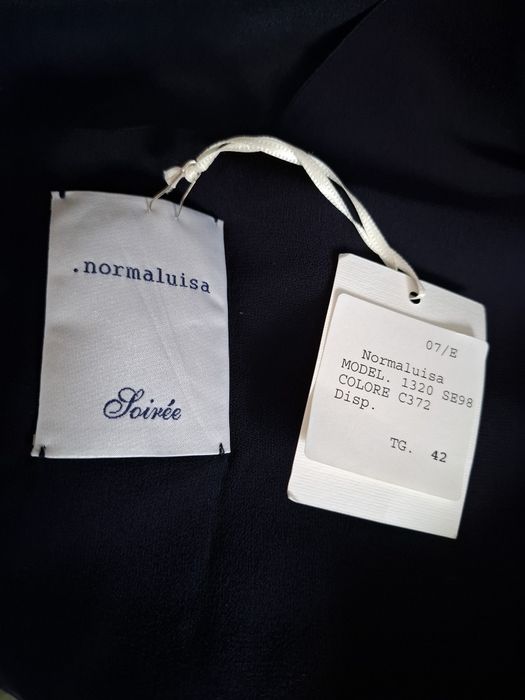 .normaluisa
Soirée
07/E
Normaluisa
MODEL. 1320 SE98
COLORE C372
Disp.
TG. 42